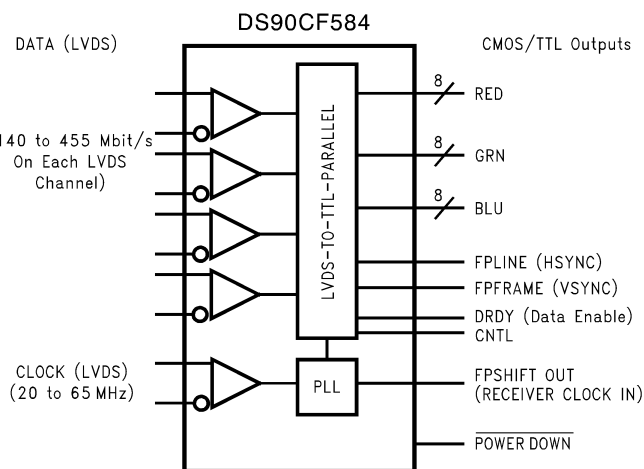 DS90CF584
DATA (LVDS)
CMOS/TTL Outputs
140 to 455 Mbit/s
On Each LVDS
Channel)
LVDS-TO-TTL-PARALLEL
8
RED
8
GRN
8
BLU
FPLINE (HSYNC)
FPFRAME (VSYNC)
DRDY (Data Enable)
CNTL
CLOCK (LVDS)
(20 to 65 MHz)
PLL
FPSHIFT OUT
(RECEIVER CLOCK IN)
POWER DOWN